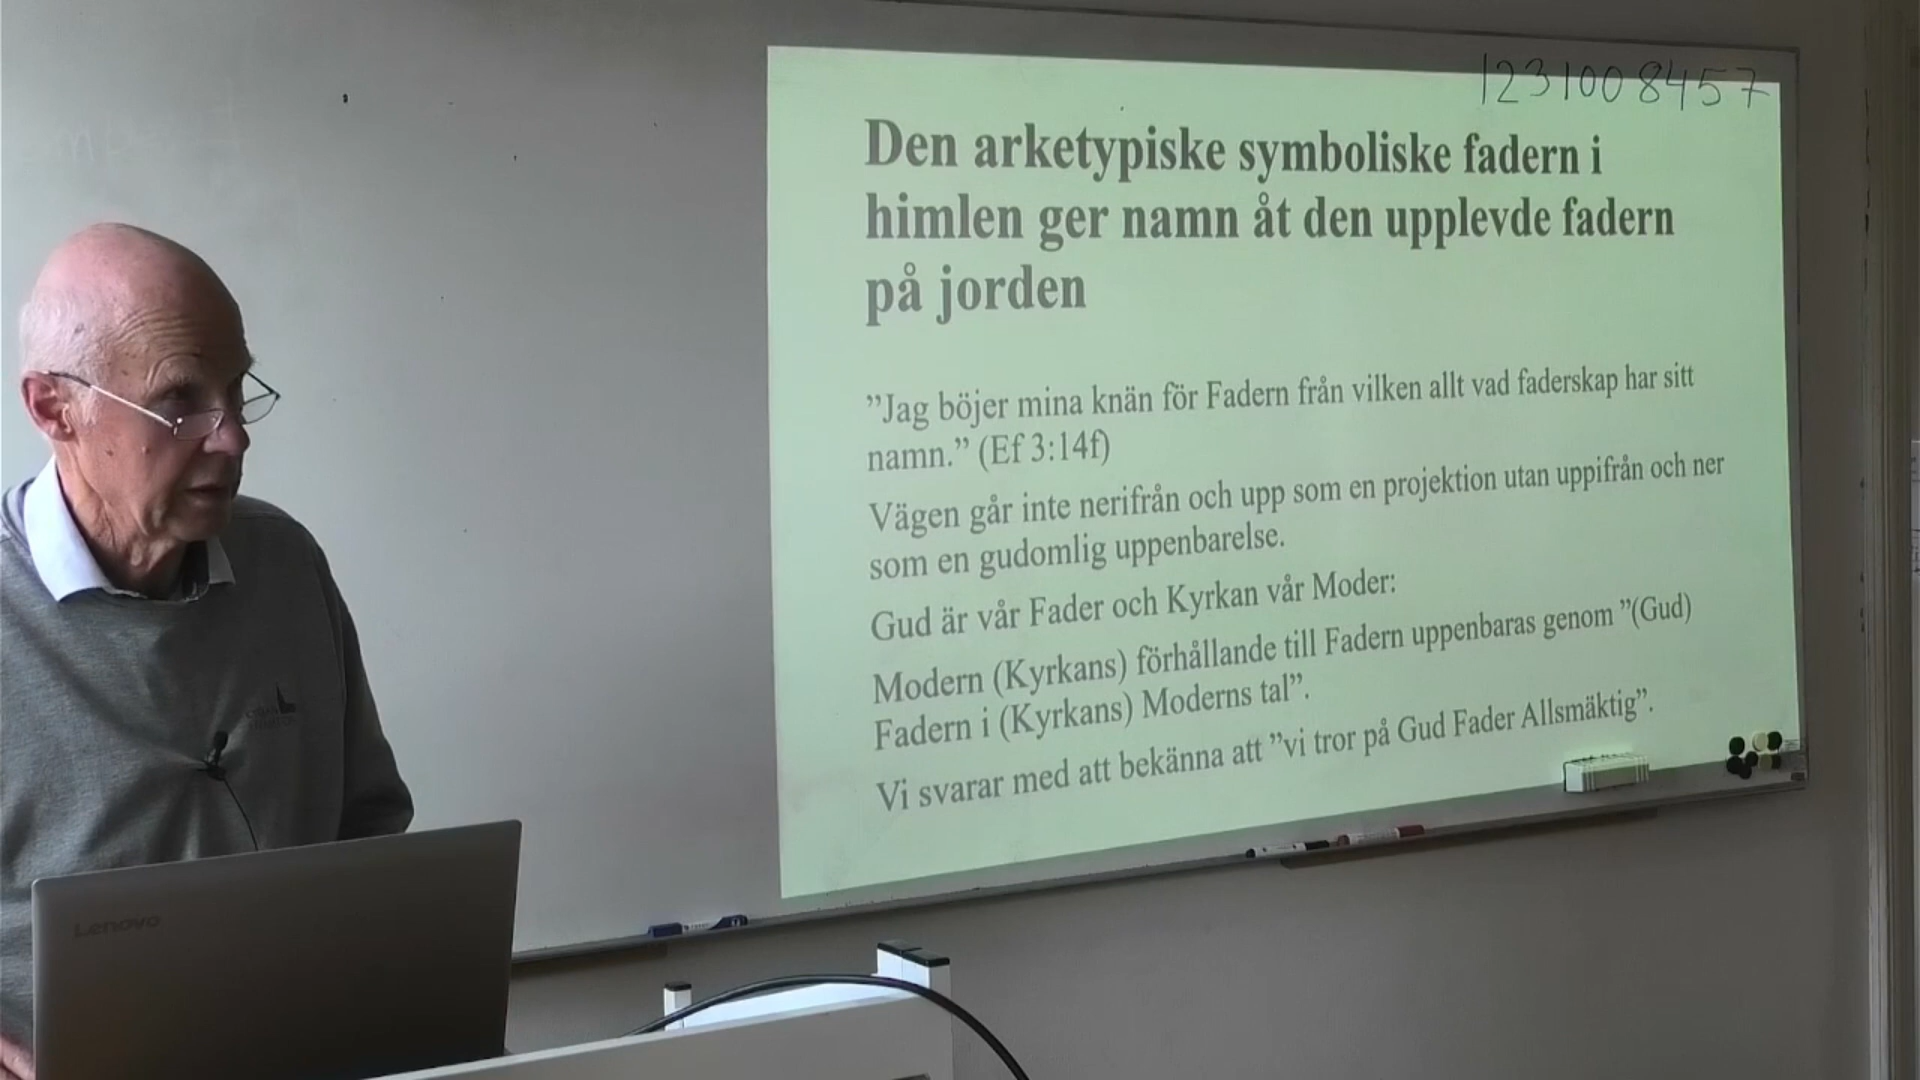 1231008457
Den arketypiske symboliske fadern i
himlen ger namn åt den upplevde fadern
på jorden
”Jag böjer mina knän för Fadern från vilken allt vad faderskap har sitt
namn.” (Ef 3:14f)
Vägen går inte nerifrån och upp som en projektion utan uppifrån och ner
som en gudomlig uppenbarelse.
Gud är vår Fader och Kyrkan vår Moder:
Modern (Kyrkans) förhållande till Fadern uppenbaras genom ”(Gud)
Fadern i (Kyrkans) Moderns tal”.
Vi svarar med att bekänna att ”vi tror på Gud Fader Allsmäktig”.
Lenovo